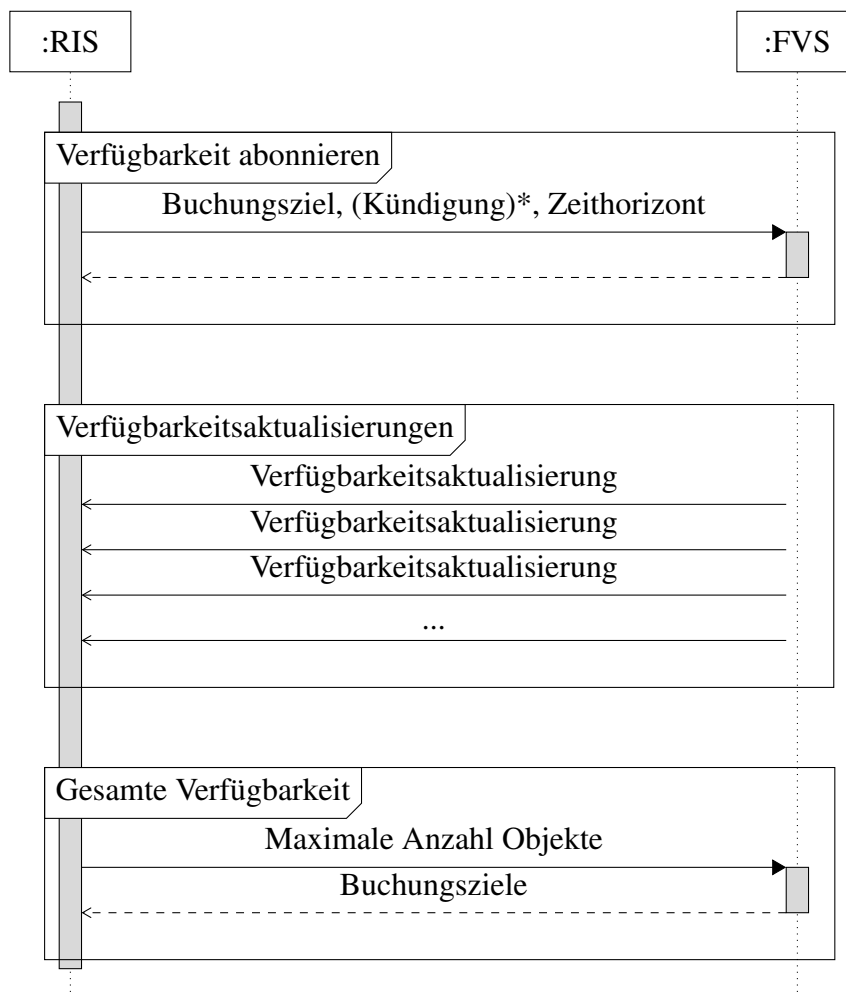 :RIS
:FVS
Verfügbarkeit abonnieren
Buchungsziel, (Kündigung)*, Zeithorizont
Verfügbarkeitsaktualisierungen
Verfügbarkeitsaktualisierung
Verfügbarkeitsaktualisierung
Verfügbarkeitsaktualisierung
...
Gesamte Verfügbarkeit
Maximale Anzahl Objekte
Buchungsziele